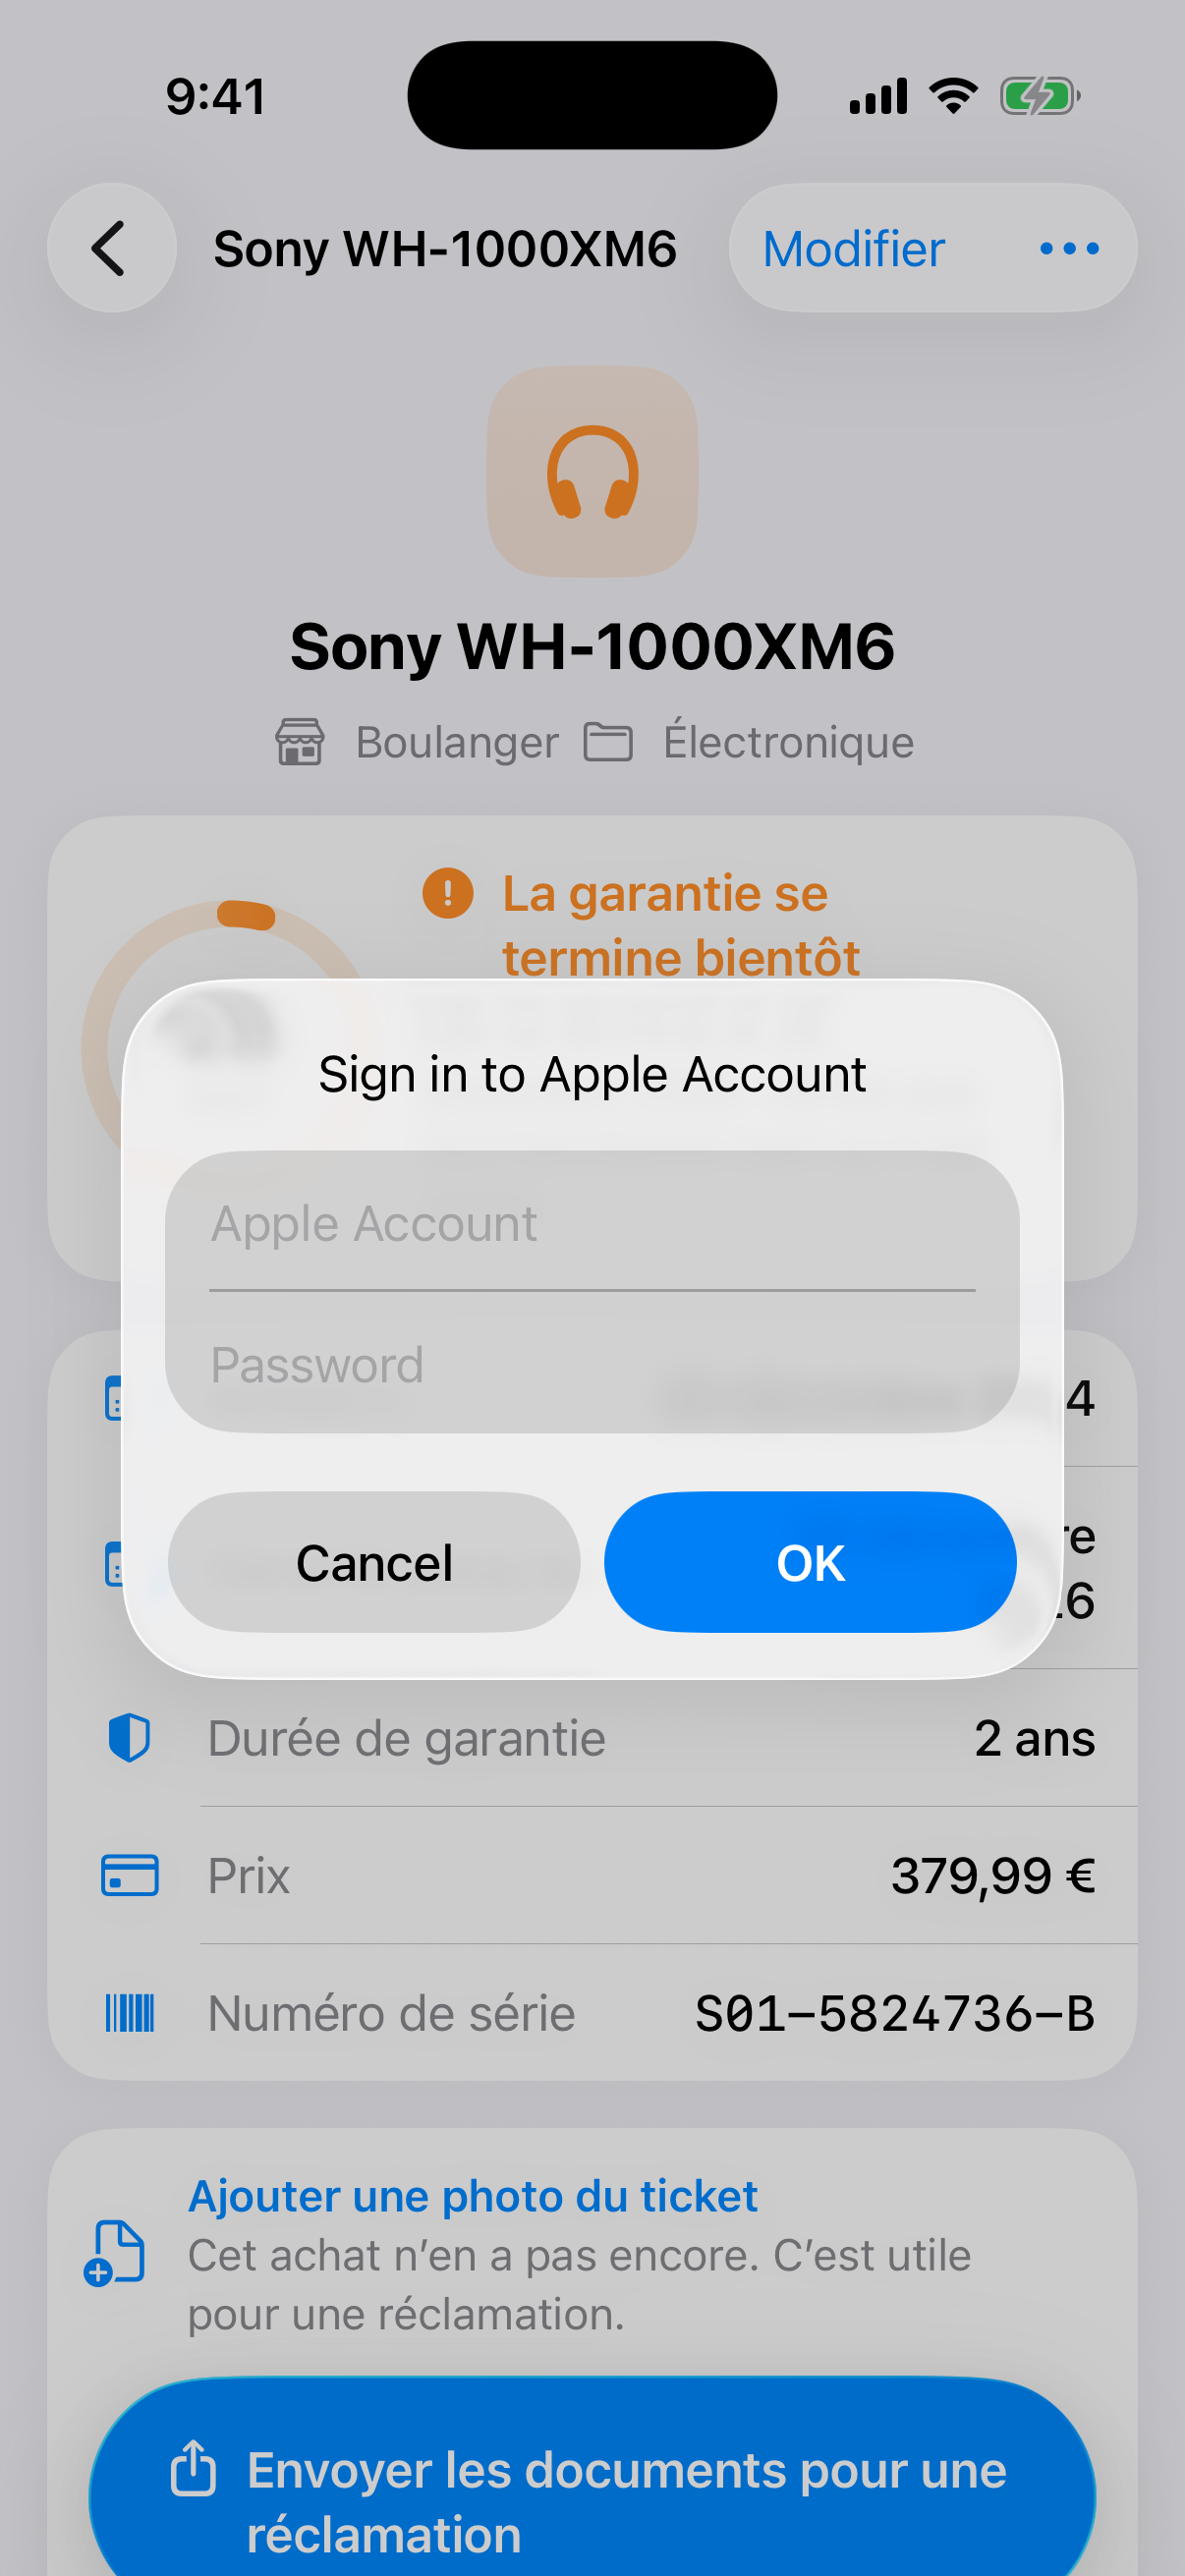 9:41
Sony WH-1000XM6
Modifier
Sony WH-1000XM6
Boulanger Électronique
La garantie se
termine bientôt
Sign in to Apple Account
Apple Account
Password
4
Cancel
OK
re
16
Durée de garantie 2 ans
Prix 379,99 €
Numéro de série S01-5824736-B
Ajouter une photo du ticket
Cet achat n’en a pas encore. C’est utile
pour une réclamation.
Envoyer les documents pour une
réclamation